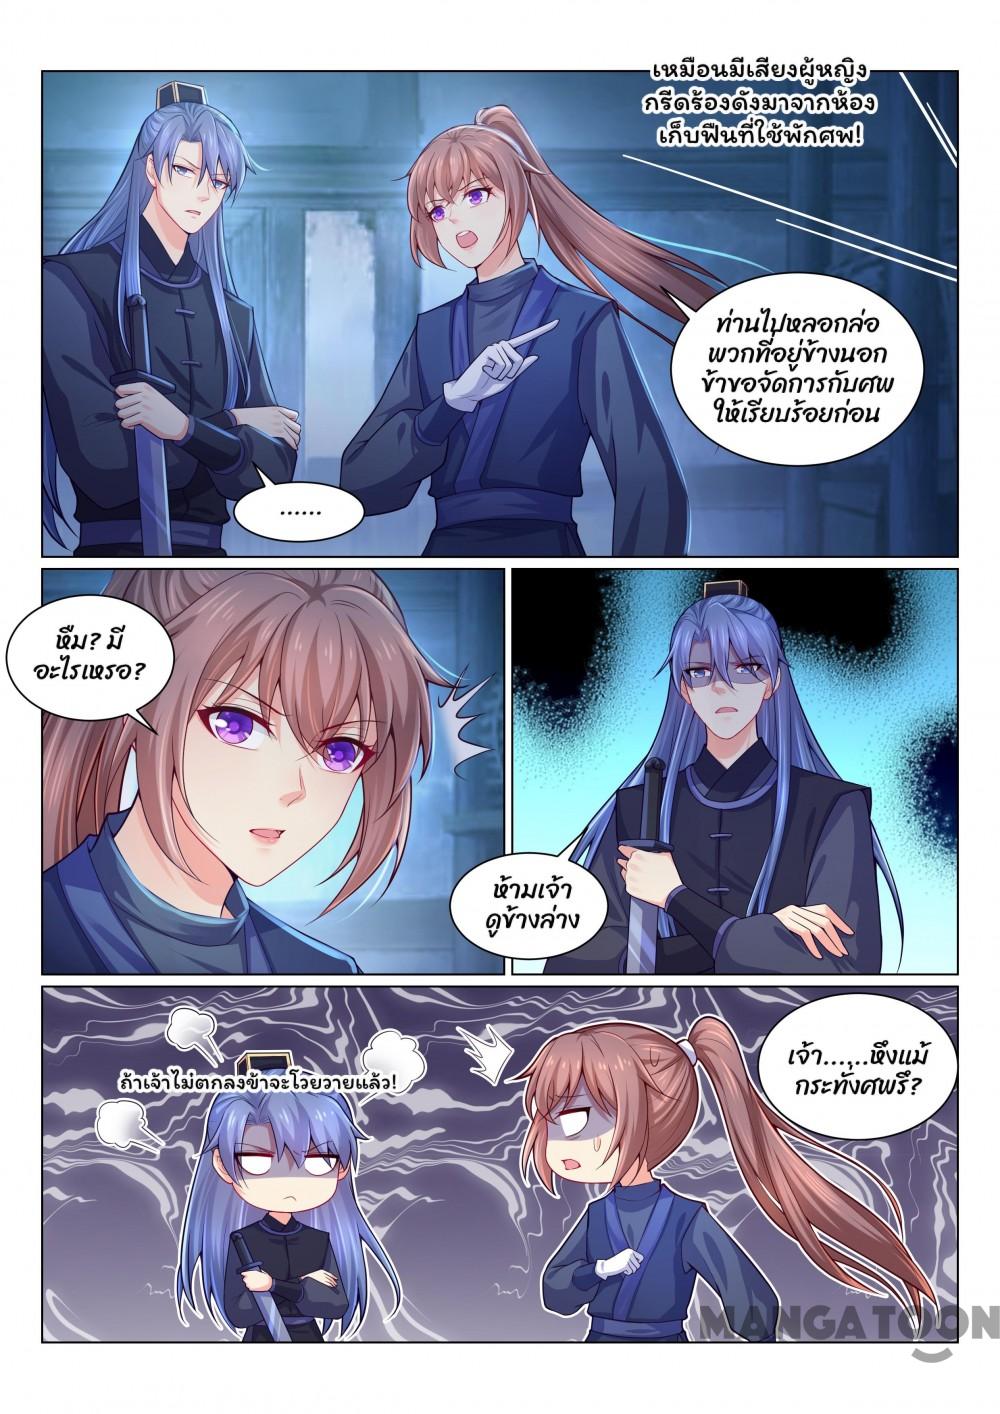 เหมือนมีเสียงผู้หญิง
กรีดร้องดังมาจากห้อง
เก็บฟืนที่ใช้พักศพ!
ท่านไปหลอกล่อ
พวกที่อยู่ข้างนอก
ข้าขอจัดการกับศพ
ให้เรียบร้อยก่อน
......
หืม? มี
อะไรเหรอ?
ห้ามเจ้า
ดูข้างล่าง
ถ้าเจ้าไม่ตกลงข้าจะโวยวายแล้ว!
เจ้า......หึงแม้
กระทั่งศพรึ?
MANGATOON